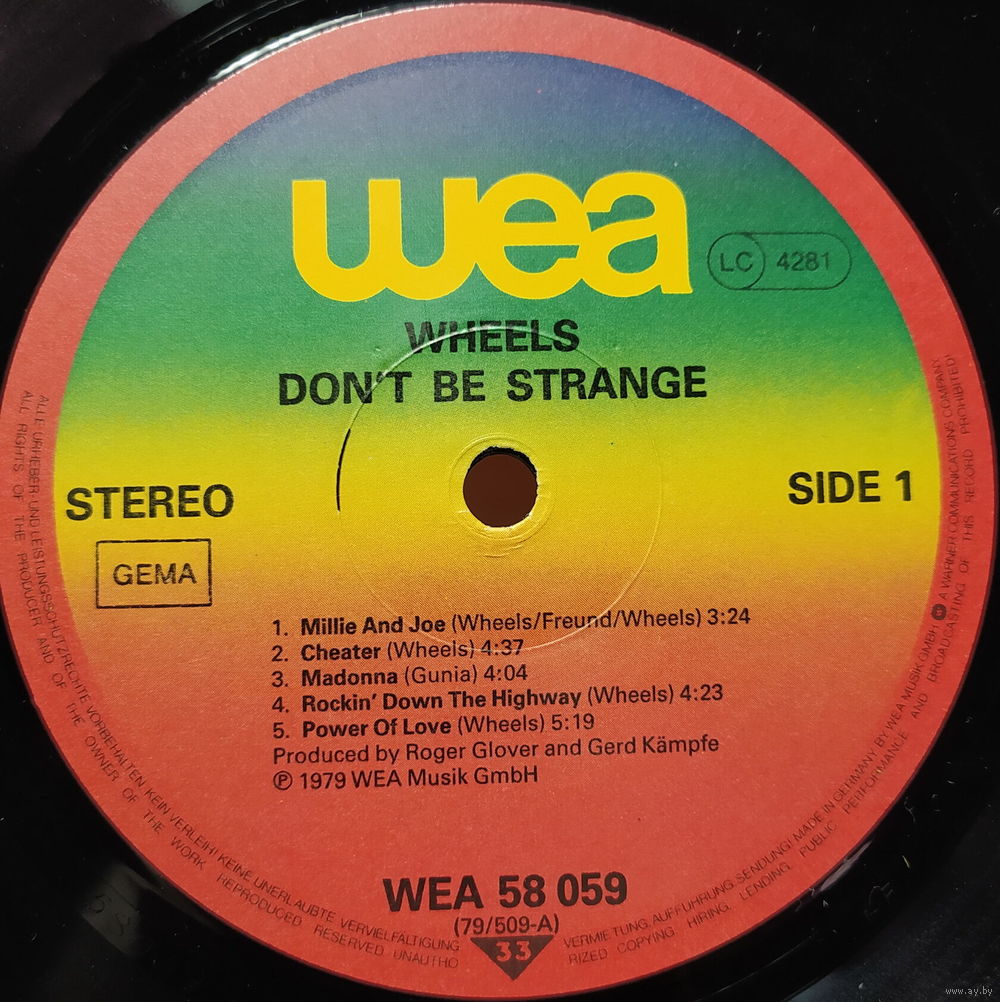 wea
LC 4281
WHEELS
DON'T BE STRANGE
STEREO
SIDE 1
GEMA
1. Millie And Joe (Wheels/Freund/Wheels) 3:24
2. Cheater (Wheels) 4:37
3. Madonna (Gunia) 4:04
4. Rockin' Down The Highway (Wheels) 4:23
5. Power Of Love (Wheels) 5:19
Produced by Roger Glover and Gerd Kämpfe
℗ 1979 WEA Musik GmbH
WEA 58 059
(79/509-A)
33
ALLE URHEBER- UND LEISTUNGSSCHUTZRECHTE VORBEHALTEN. KEIN VERLEIH! KEINE UNERLAUBTE VERVIELFÄLTIGUNG, VERMIETUNG, AUFFÜHRUNG, SENDUNG! MADE IN GERMANY BY WEA MUSIK GMBH A WARNER COMMUNICATIONS COMPANY
ALL RIGHTS OF THE PRODUCER AND OF THE OWNER OF THE WORK REPRODUCED RESERVED. UNAUTHORIZED COPYING, HIRING, LENDING, PUBLIC PERFORMANCE AND BROADCASTING OF THIS RECORD PROHIBITED!
www.ay.by